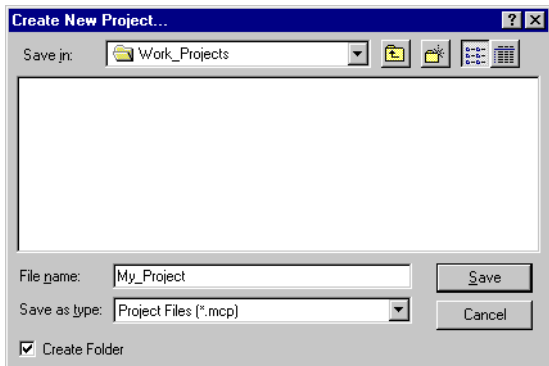 Create New Project...
Save in: Work_Projects
File name: My_Project Save
Save as type: Project Files (*.mcp) Cancel
Create Folder